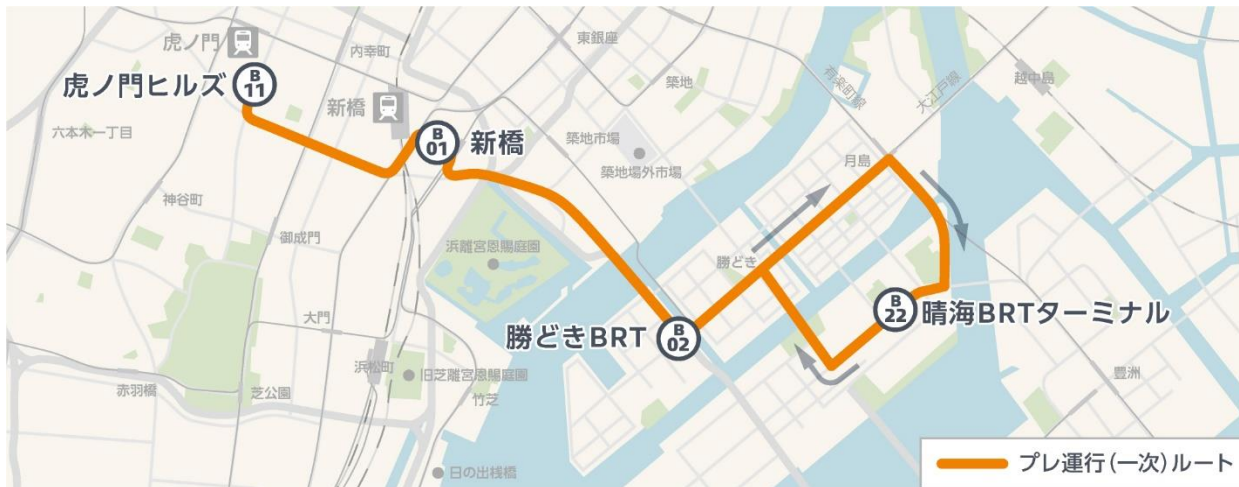 虎ノ門
内幸町
東銀座
虎ノ門ヒルズ
B
11
新橋
築地
有楽町線
大江戸線
越中島
六本木一丁目
B
01
新橋
築地市場
築地場外市場
月島
神谷町
御成門
浜離宮恩賜庭園
勝どき
大門
勝どきBRT
B
02
B
22
晴海BRTターミナル
浜松町
旧芝離宮恩賜庭園
竹芝
赤羽橋
芝公園
豊洲
日の出桟橋
プレ運行(一次)ルート